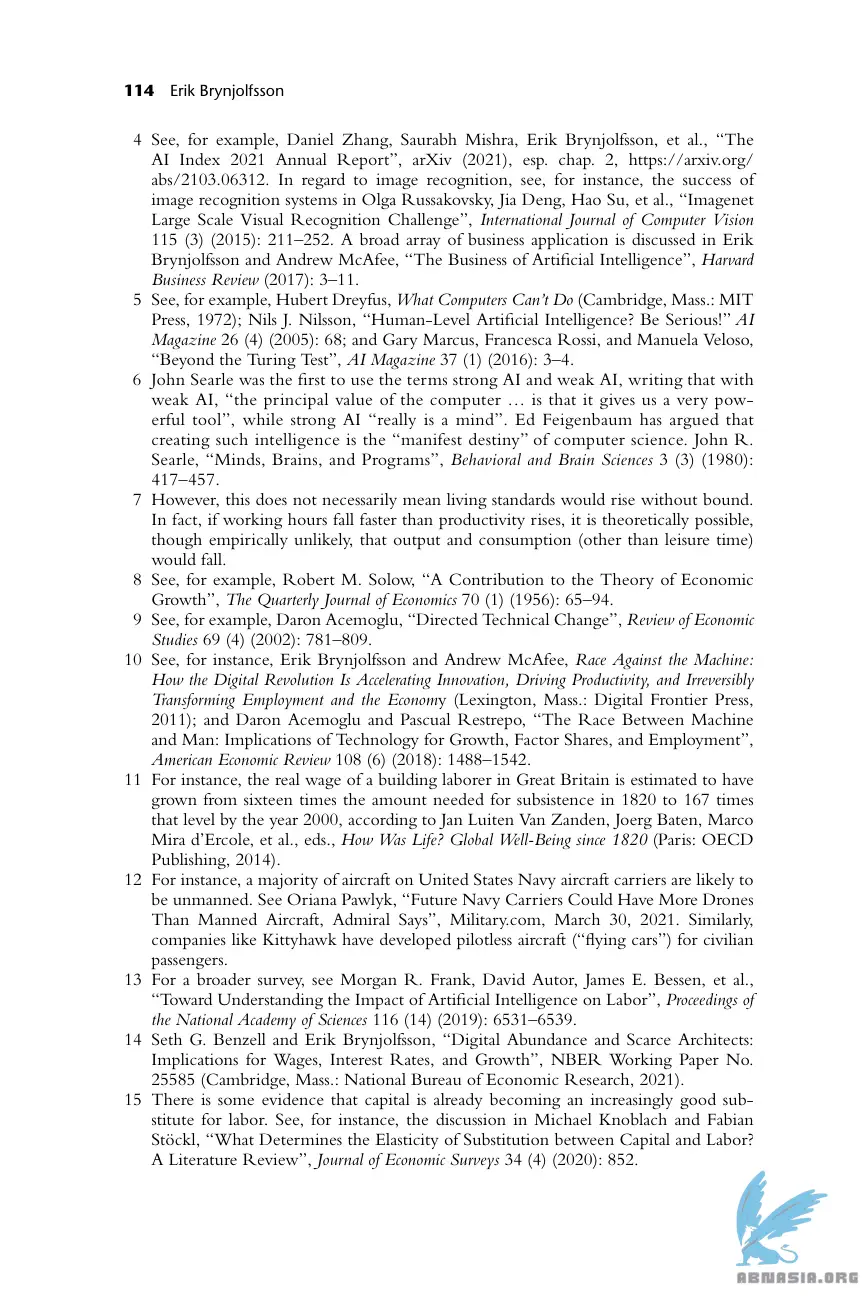 114 Erik Brynjolfsson
4 See, for example, Daniel Zhang, Saurabh Mishra, Erik Brynjolfsson, et al., “The
AI Index 2021 Annual Report”, arXiv (2021), esp. chap. 2, https://arxiv.org/
abs/2103.06312. In regard to image recognition, see, for instance, the success of
image recognition systems in Olga Russakovsky, Jia Deng, Hao Su, et al., “Imagenet
Large Scale Visual Recognition Challenge”, International Journal of Computer Vision
115 (3) (2015): 211–252. A broad array of business application is discussed in Erik
Brynjolfsson and Andrew McAfee, “The Business of Artificial Intelligence”, Harvard
Business Review (2017): 3–11.
5 See, for example, Hubert Dreyfus, What Computers Can’t Do (Cambridge, Mass.: MIT
Press, 1972); Nils J. Nilsson, “Human-Level Artificial Intelligence? Be Serious!” AI
Magazine 26 (4) (2005): 68; and Gary Marcus, Francesca Rossi, and Manuela Veloso,
“Beyond the Turing Test”, AI Magazine 37 (1) (2016): 3–4.
6 John Searle was the first to use the terms strong AI and weak AI, writing that with
weak AI, “the principal value of the computer … is that it gives us a very pow-
erful tool”, while strong AI “really is a mind”. Ed Feigenbaum has argued that
creating such intelligence is the “manifest destiny” of computer science. John R.
Searle, “Minds, Brains, and Programs”, Behavioral and Brain Sciences 3 (3) (1980):
417–457.
7 However, this does not necessarily mean living standards would rise without bound.
In fact, if working hours fall faster than productivity rises, it is theoretically possible,
though empirically unlikely, that output and consumption (other than leisure time)
would fall.
8 See, for example, Robert M. Solow, “A Contribution to the Theory of Economic
Growth”, The Quarterly Journal of Economics 70 (1) (1956): 65–94.
9 See, for example, Daron Acemoglu, “Directed Technical Change”, Review of Economic
Studies 69 (4) (2002): 781–809.
10 See, for instance, Erik Brynjolfsson and Andrew McAfee, Race Against the Machine:
How the Digital Revolution Is Accelerating Innovation, Driving Productivity, and Irreversibly
Transforming Employment and the Economy (Lexington, Mass.: Digital Frontier Press,
2011); and Daron Acemoglu and Pascual Restrepo, “The Race Between Machine
and Man: Implications of Technology for Growth, Factor Shares, and Employment”,
American Economic Review 108 (6) (2018): 1488–1542.
11 For instance, the real wage of a building laborer in Great Britain is estimated to have
grown from sixteen times the amount needed for subsistence in 1820 to 167 times
that level by the year 2000, according to Jan Luiten Van Zanden, Joerg Baten, Marco
Mira d’Ercole, et al., eds., How Was Life? Global Well-Being since 1820 (Paris: OECD
Publishing, 2014).
12 For instance, a majority of aircraft on United States Navy aircraft carriers are likely to
be unmanned. See Oriana Pawlyk, “Future Navy Carriers Could Have More Drones
Than Manned Aircraft, Admiral Says”, Military.com, March 30, 2021. Similarly,
companies like Kittyhawk have developed pilotless aircraft (“flying cars”) for civilian
passengers.
13 For a broader survey, see Morgan R. Frank, David Autor, James E. Bessen, et al.,
“Toward Understanding the Impact of Artificial Intelligence on Labor”, Proceedings of
the National Academy of Sciences 116 (14) (2019): 6531–6539.
14 Seth G. Benzell and Erik Brynjolfsson, “Digital Abundance and Scarce Architects:
Implications for Wages, Interest Rates, and Growth”, NBER Working Paper No.
25585 (Cambridge, Mass.: National Bureau of Economic Research, 2021).
15 There is some evidence that capital is already becoming an increasingly good sub-
stitute for labor. See, for instance, the discussion in Michael Knoblach and Fabian
Stöckl, “What Determines the Elasticity of Substitution between Capital and Labor?
A Literature Review”, Journal of Economic Surveys 34 (4) (2020): 852.
ABNASIA.ORG